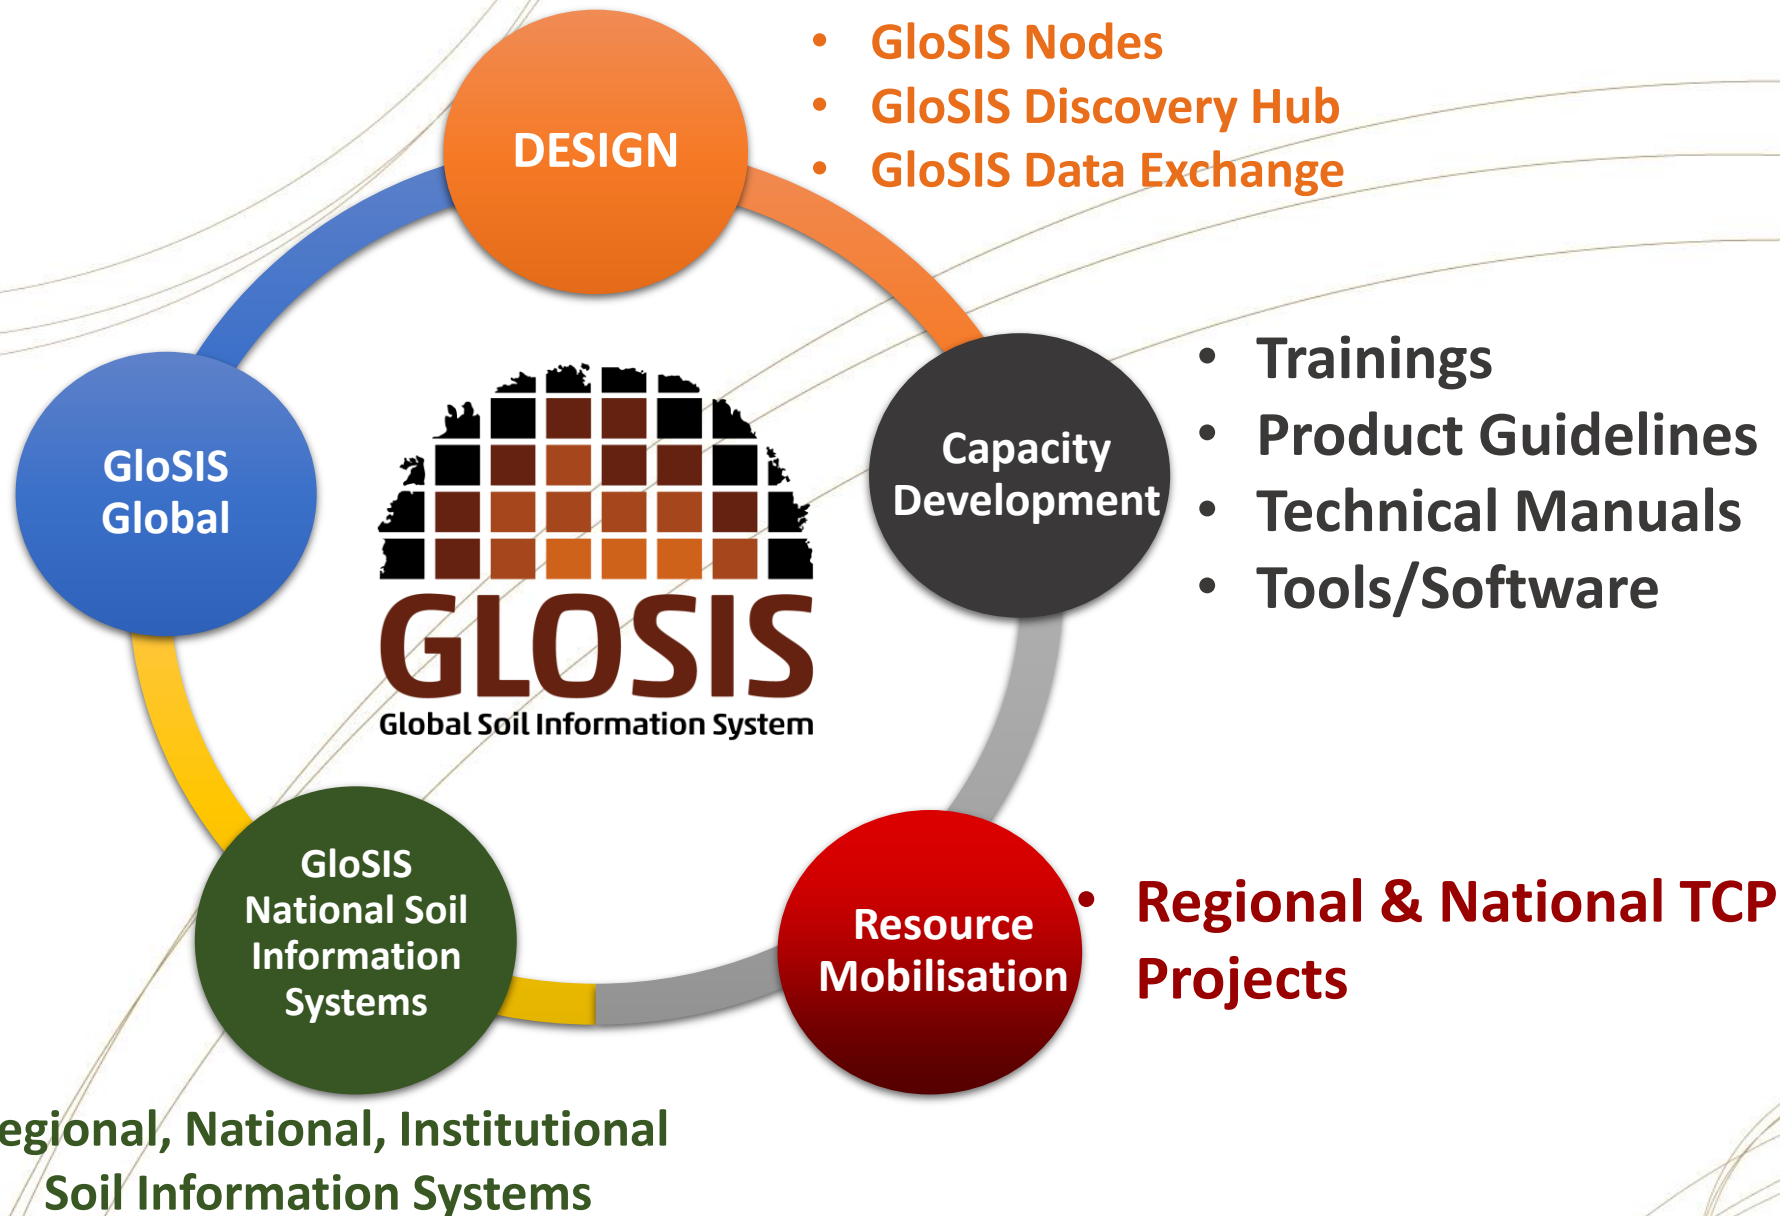 DESIGN
• GloSIS Nodes
• GloSIS Discovery Hub
• GloSIS Data Exchange
Capacity
Development
• Trainings
• Product Guidelines
• Technical Manuals
• Tools/Software
GloSIS
Global
GLOSIS
Global Soil Information System
Resource
Mobilisation
• Regional & National TCP
Projects
GloSIS
National Soil
Information
Systems
egional, National, Institutional
Soil Information Systems